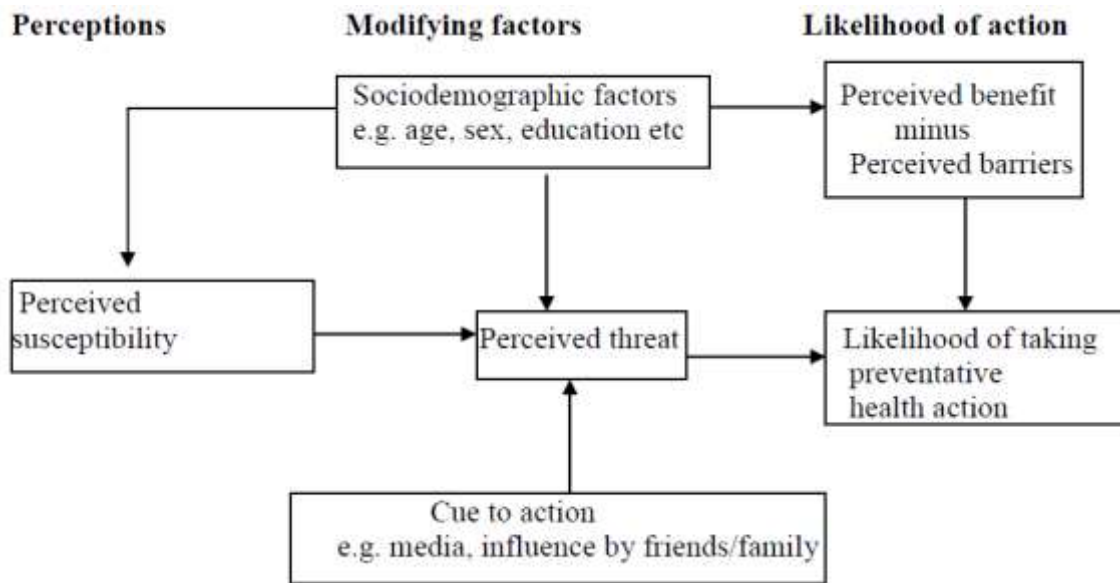 Perceptions
Modifying factors
Likelihood of action
Sociodemographic factors
e.g. age, sex, education etc
Perceived benefit
minus
Perceived barriers
Perceived
susceptibility
Perceived threat
Likelihood of taking
preventative
health action
Cue to action
e.g. media, influence by friends/family